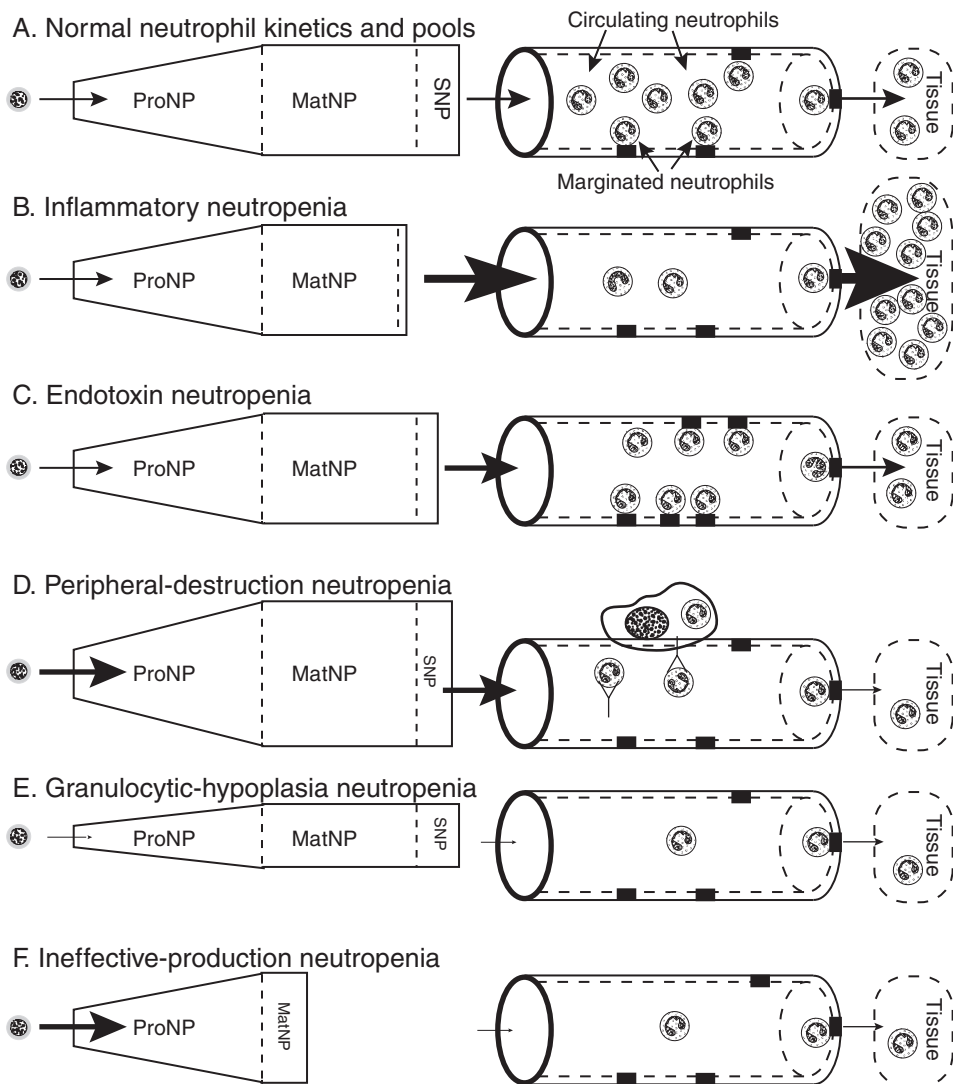 A. Normal neutrophil kinetics and pools
Circulating neutrophils
ProNP
MatNP
SNP
Tissue
Marginated neutrophils
B. Inflammatory neutropenia
ProNP
MatNP
Tissue
C. Endotoxin neutropenia
ProNP
MatNP
Tissue
D. Peripheral-destruction neutropenia
ProNP
MatNP
SNP
Tissue
E. Granulocytic-hypoplasia neutropenia
ProNP
MatNP
SNP
Tissue
F. Ineffective-production neutropenia
ProNP
MatNP
Tissue